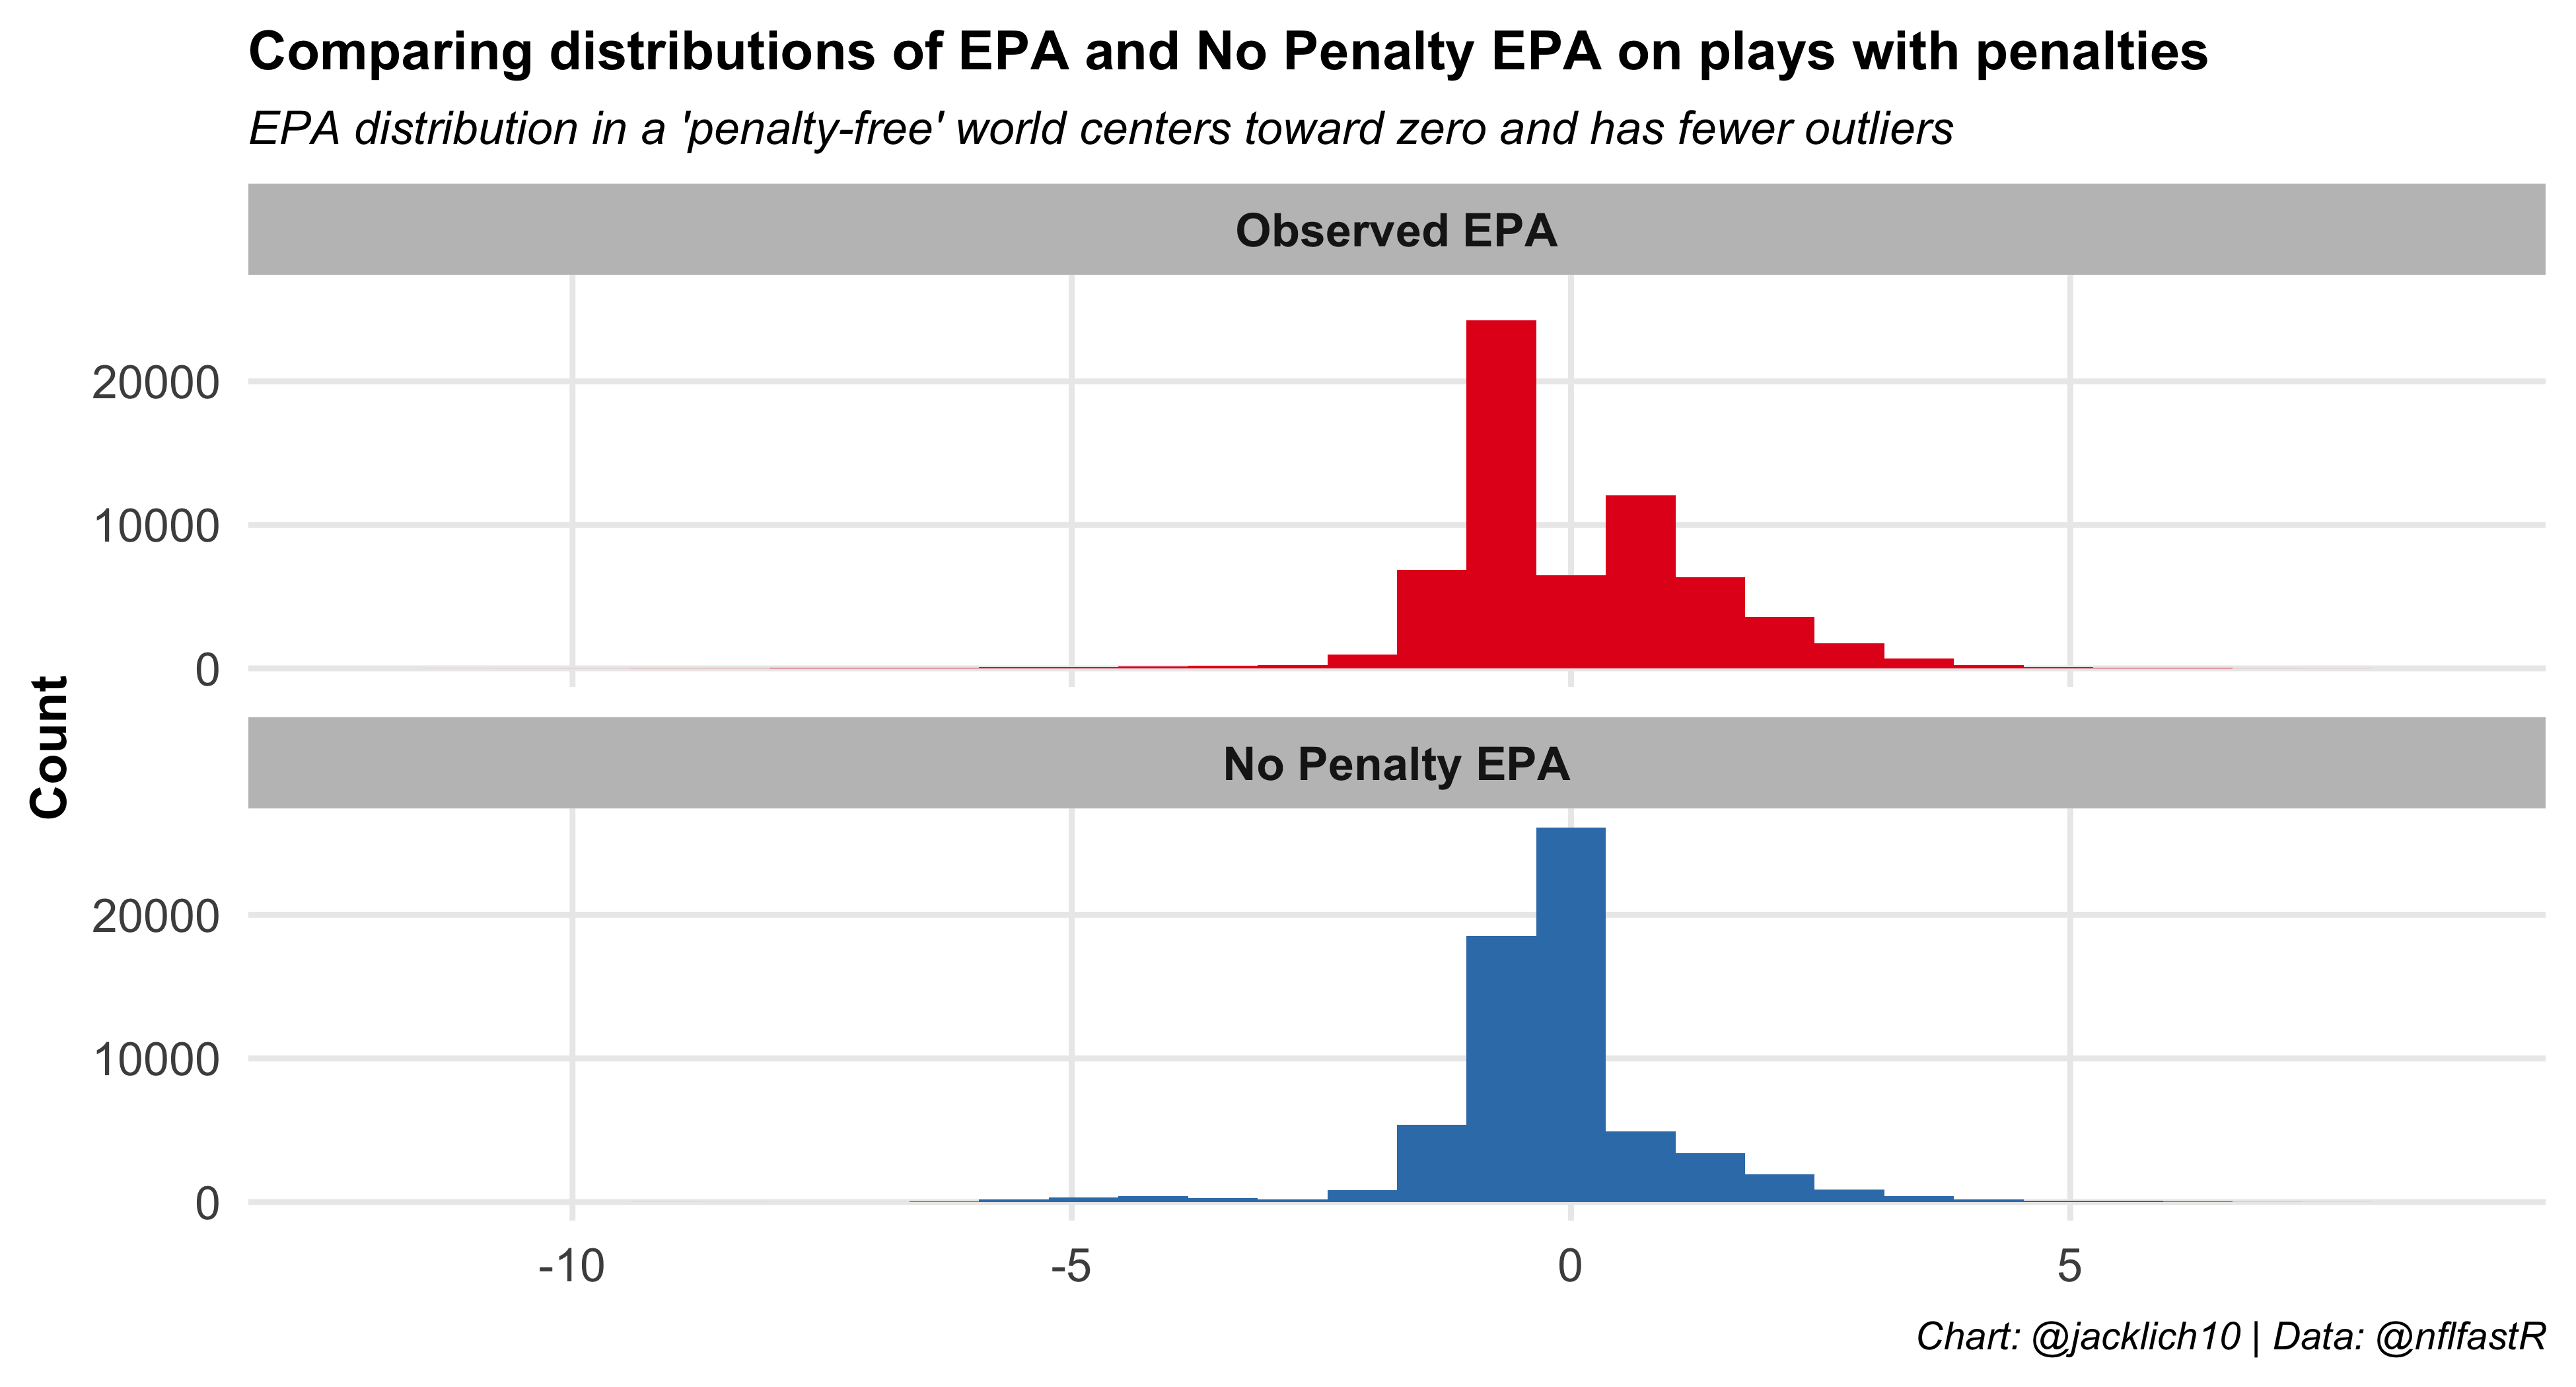 Comparing distributions of EPA and No Penalty EPA on plays with penalties
EPA distribution in a 'penalty-free' world centers toward zero and has fewer outliers
Observed EPA
20000
10000
0
Count
No Penalty EPA
20000
10000
0
-10 -5 0 5
Chart: @jacklich10 | Data: @nflfastR